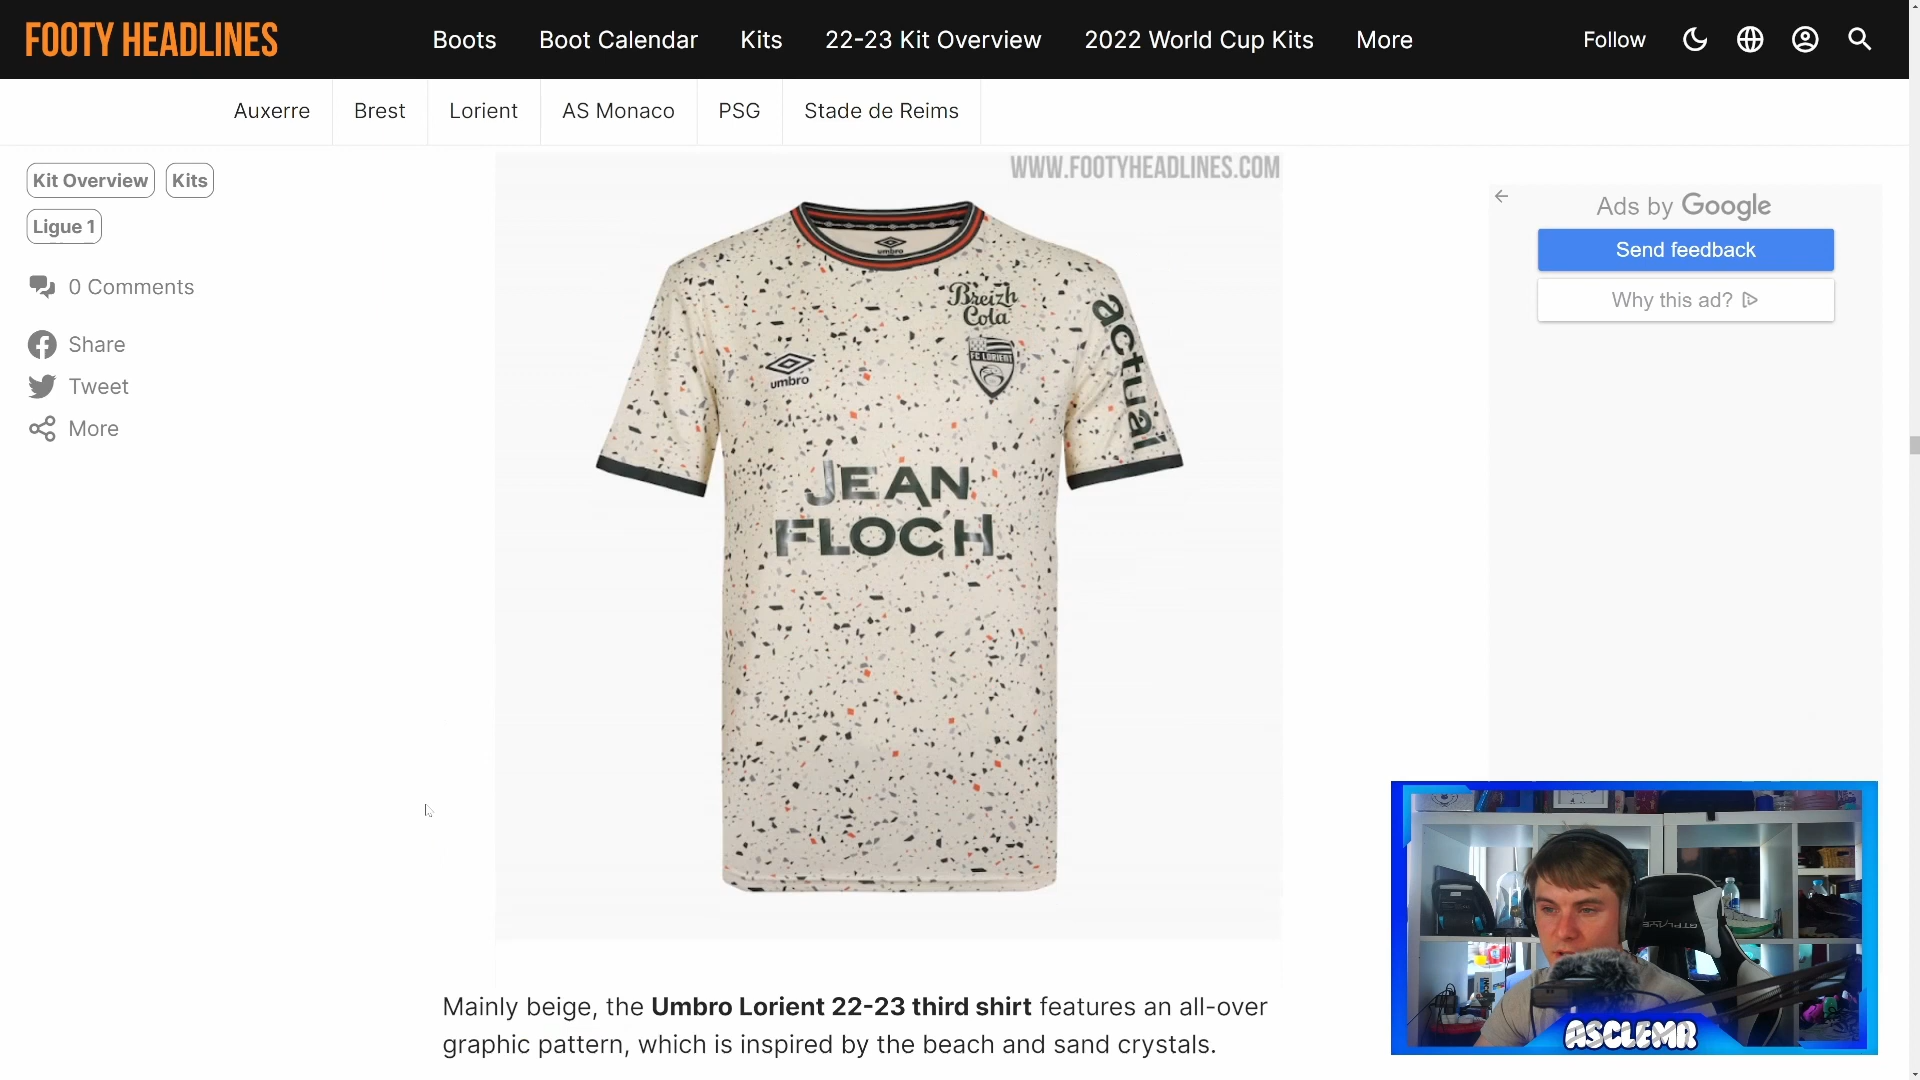 FOOTY HEADLINES
Boots
Boot Calendar
Kits
22-23 Kit Overview
2022 World Cup Kits
More
Follow
Auxerre
Brest
Lorient
AS Monaco
PSG
Stade de Reims
Kit Overview
Kits
Ligue 1
0 Comments
Share
Tweet
More
WWW.FOOTYHEADLINES.COM
umbro
Breizh
Cola
FC LORIENT
umbro
actual
JEAN
FLOCH
Ads by Google
Send feedback
Why this ad?
Mainly beige, the Umbro Lorient 22-23 third shirt features an all-over
graphic pattern, which is inspired by the beach and sand crystals.
GTPLAYER
ASCLEMR